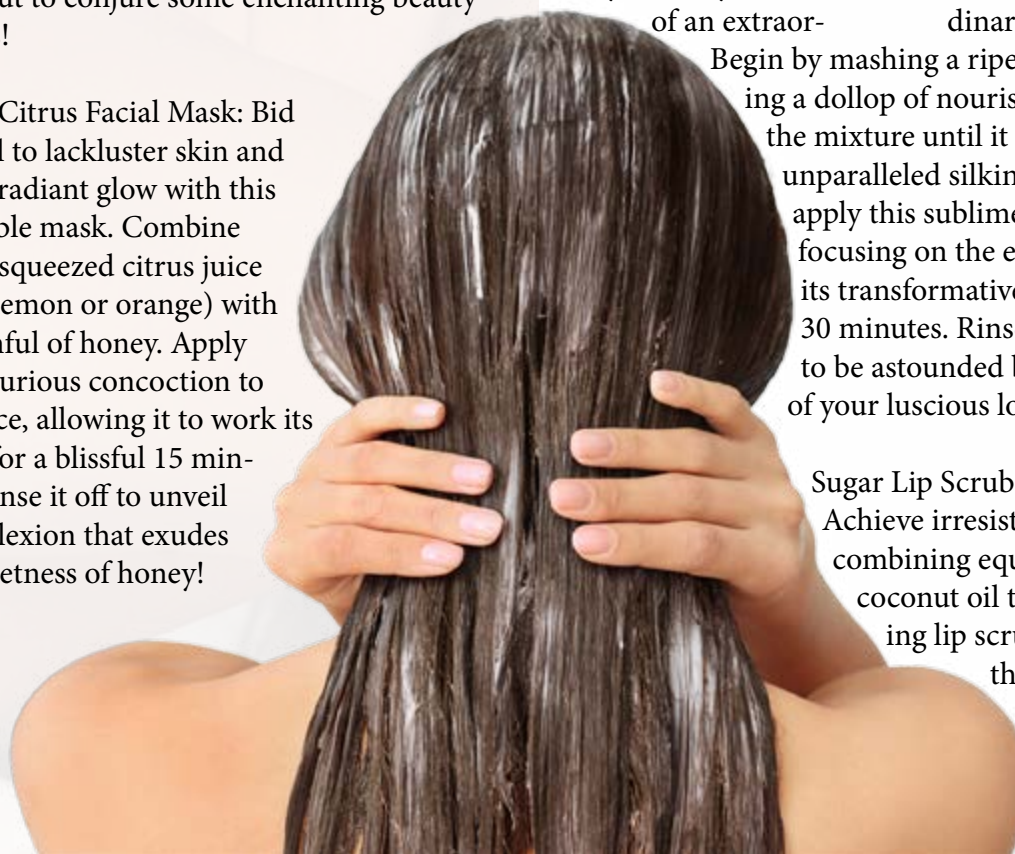 ut to conjure some enchanting beauty
!
Citrus Facial Mask: Bid
l to lackluster skin and
radiant glow with this
ble mask. Combine
squeezed citrus juice
emon or orange) with
nful of honey. Apply
urious concoction to
ce, allowing it to work its
for a blissful 15 min-
nse it off to unveil
lexion that exudes
etness of honey!
of an extraor- dinar
Begin by mashing a ripe
ing a dollop of nouris
the mixture until it
unparalleled silkin
apply this sublime
focusing on the e
its transformative
30 minutes. Rins
to be astounded b
of your luscious lo
Sugar Lip Scrub
Achieve irresist
combining equ
coconut oil t
ing lip scru
th